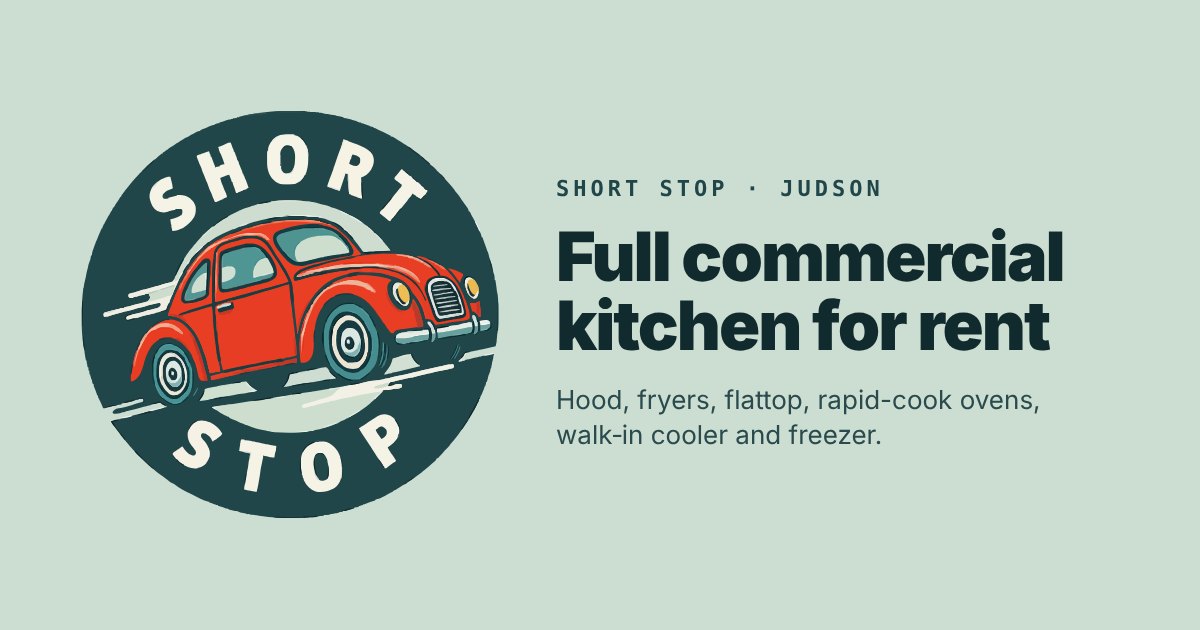 SHORT
STOP
SHORT STOP · JUDSON
Full commercial
kitchen for rent
Hood, fryers, flattop, rapid-cook ovens,
walk-in cooler and freezer.